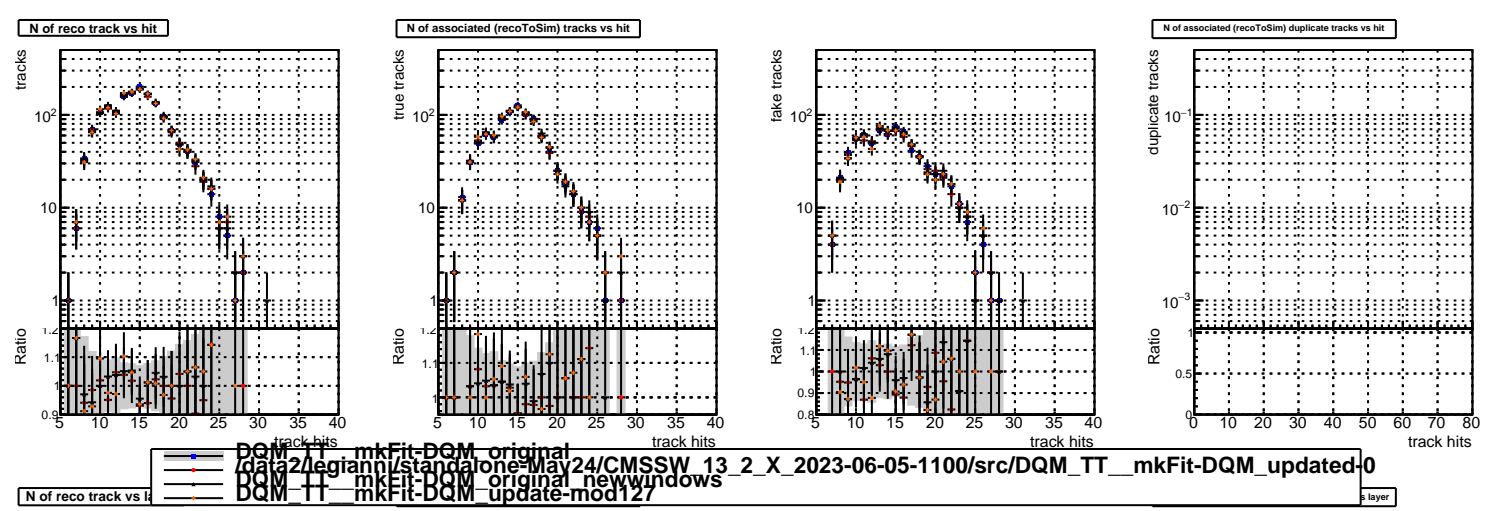 N of reco track vs hit
N of associated (recoToSim) tracks vs hit
N of associated (recoToSim) duplicate tracks vs hit
tracks
10²
10
1
Ratio
1.2
1.1
1
0.9
5 10 15 20 25 30 35 40
track hits
true tracks
10²
10
1
Ratio
1.2
1.1
1
5 10 15 20 25 30 35 40
track hits
fake tracks
10²
10
1
Ratio
1.2
1.1
1
0.9
0.8
5 10 15 20 25 30 35 40
track hits
duplicate tracks
10⁻¹
10⁻²
10⁻³
Ratio
1
0.5
0
0 10 20 30 40 50 60 70 80
track hits
DQM_TT__mkFit-DQM_original
/data2/legianni/standalone-May24/CMSSW_13_2_X_2023-06-05-1100/src/DQM_TT__mkFit-DQM_updated-0
DQM_TT__mkFit-DQM_original_newwindows
DQM_TT__mkFit-DQM_update-mod127
N of reco track vs la
s layer